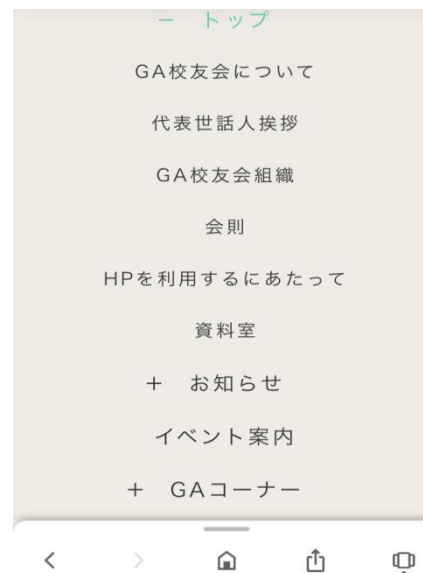 － トップ
GA校友会について
代表世話人挨拶
GA校友会組織
会則
HPを利用するにあたって
資料室
＋ お知らせ
イベント案内
＋ GAコーナー